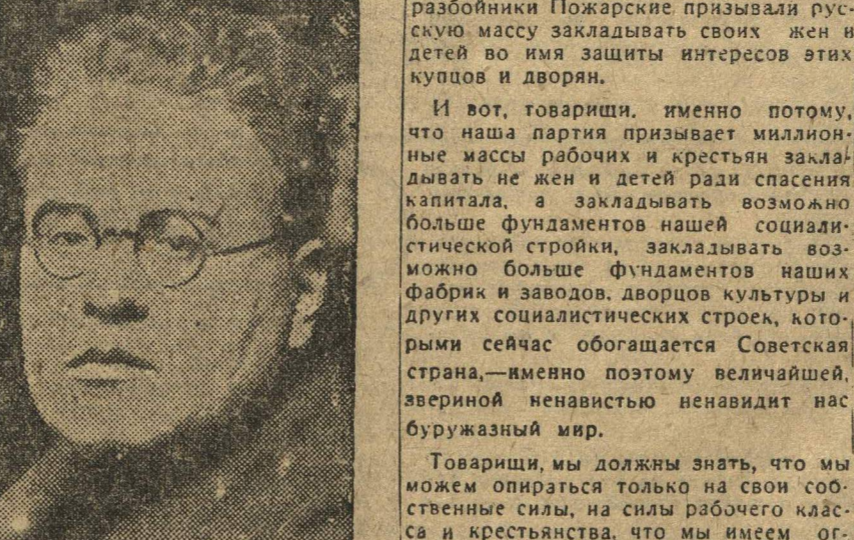 разбойники Пожарские призывали рус-
скую массу закладывать своих жен и
детей во имя защиты интересов этих
купцов и дворян.
И вот, товарищи, именно потому,
что наша партия призывает миллион-
ные массы рабочих и крестьян закла-
дывать не жен и детей ради спасения
капитала, а закладывать возможно
больше фундаментов нашей социали-
стической стройки, закладывать воз-
можно больше фундаментов наших
фабрик и заводов, дворцов культуры и
других социалистических строек, кото-
рыми сейчас обогащается Советская
страна,—именно поэтому величайшей,
звериной ненавистью ненавидит нас
буружазный мир.
Товарищи, мы должны знать, что мы
можем опираться только на свои соб-
ственные силы, на силы рабочего клас-
са и крестьянства, что мы имеем ог-